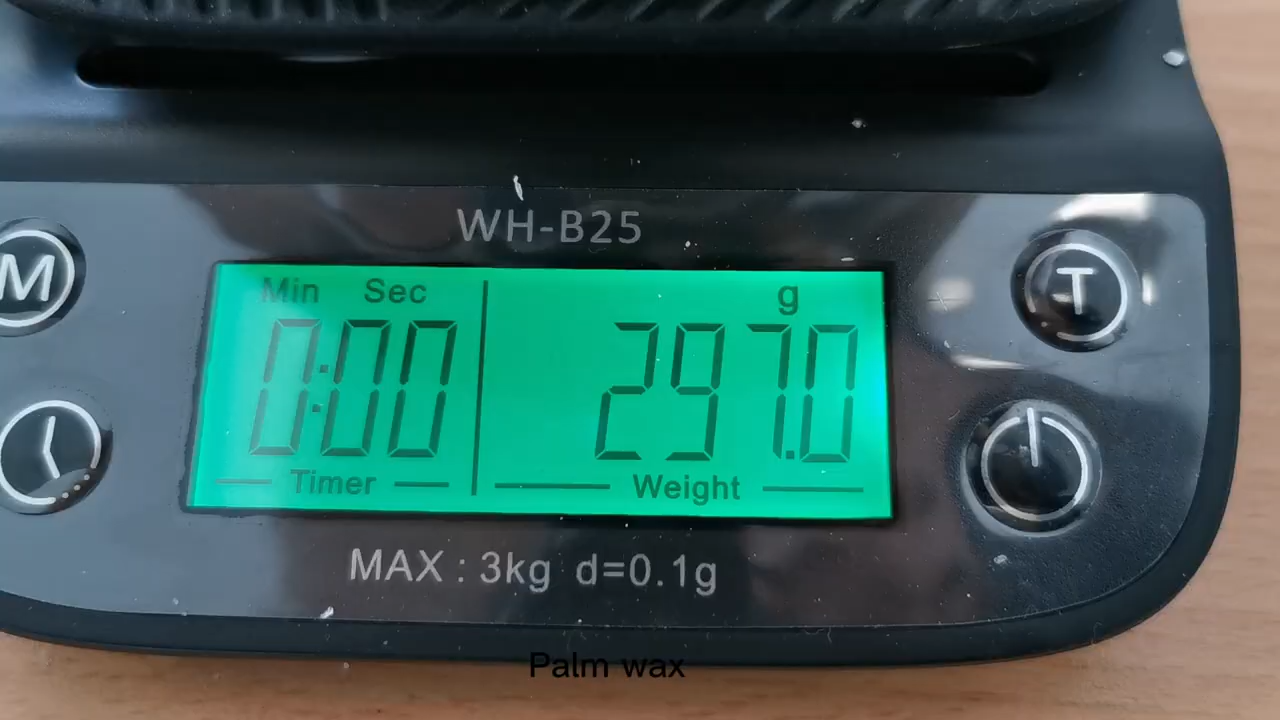 WH-B25
M
T
Min Sec
g
0:00
297.0
Timer
Weight
MAX : 3kg d=0.1g
Palm wax